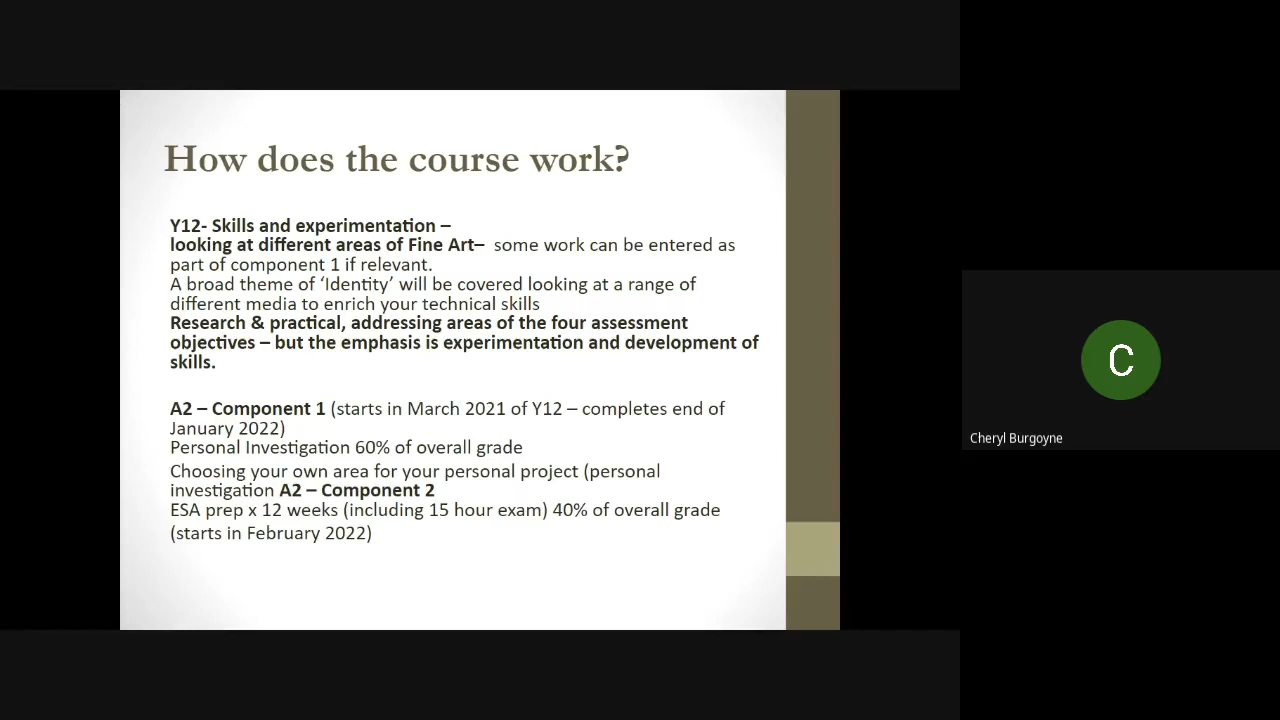 How does the course work?
Y12- Skills and experimentation –
looking at different areas of Fine Art– some work can be entered as
part of component 1 if relevant.
A broad theme of ‘Identity’ will be covered looking at a range of
different media to enrich your technical skills
Research & practical, addressing areas of the four assessment
objectives – but the emphasis is experimentation and development of
skills.
A2 – Component 1 (starts in March 2021 of Y12 – completes end of
January 2022)
Personal Investigation 60% of overall grade
Choosing your own area for your personal project (personal
investigation A2 – Component 2
ESA prep x 12 weeks (including 15 hour exam) 40% of overall grade
(starts in February 2022)
C
Cheryl Burgoyne